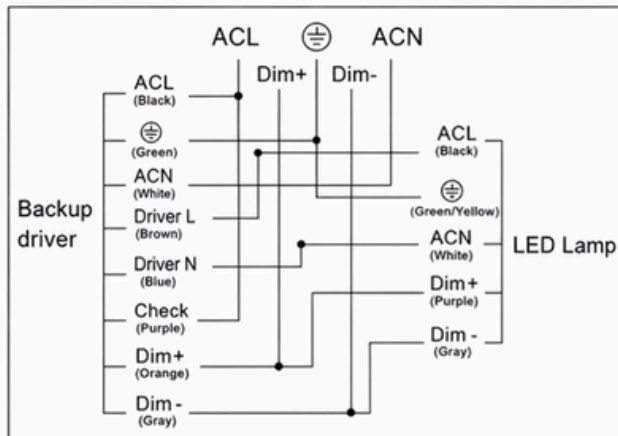 ACL ACN
Dim+ Dim-
ACL
(Black)
(Green)
ACN
(White)
Driver L
(Brown)
Driver N
(Blue)
Check
(Purple)
Dim+
(Orange)
Dim -
(Gray)
Backup
driver
ACL
(Black)
(Green/Yellow)
ACN
(White)
Dim+
(Purple)
Dim -
(Gray)
LED Lamp